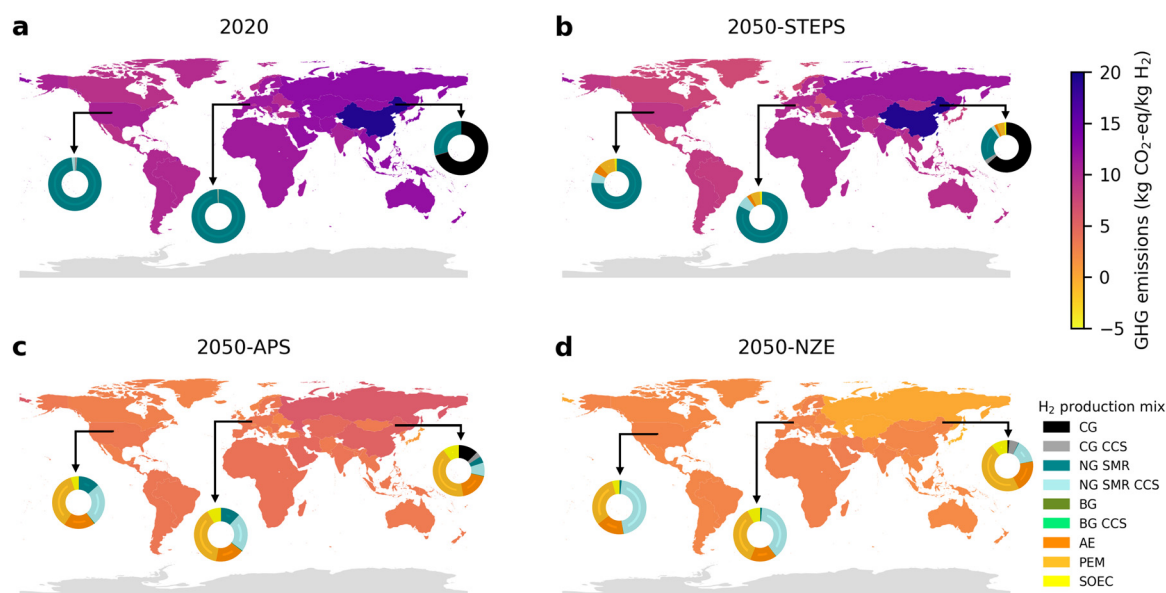 a
2020
b
2050-STEPS
20
15
10
5
0
−5
GHG emissions (kg CO₂-eq/kg H₂)
c
2050-APS
d
2050-NZE
H₂ production mix
CG
CG CCS
NG SMR
NG SMR CCS
BG
BG CCS
AE
PEM
SOEC